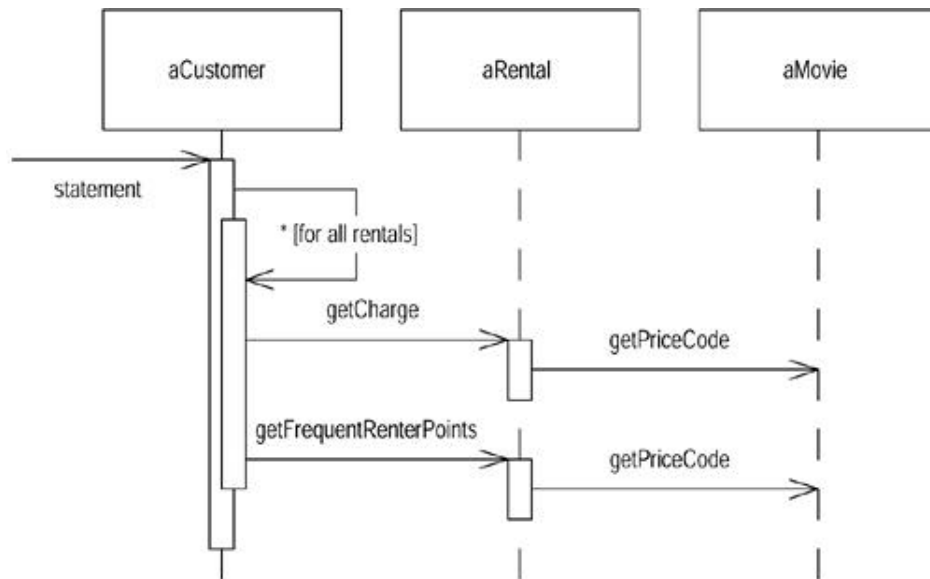 aCustomer
aRental
aMovie
statement
* [for all rentals]
getCharge
getPriceCode
getFrequentRenterPoints
getPriceCode